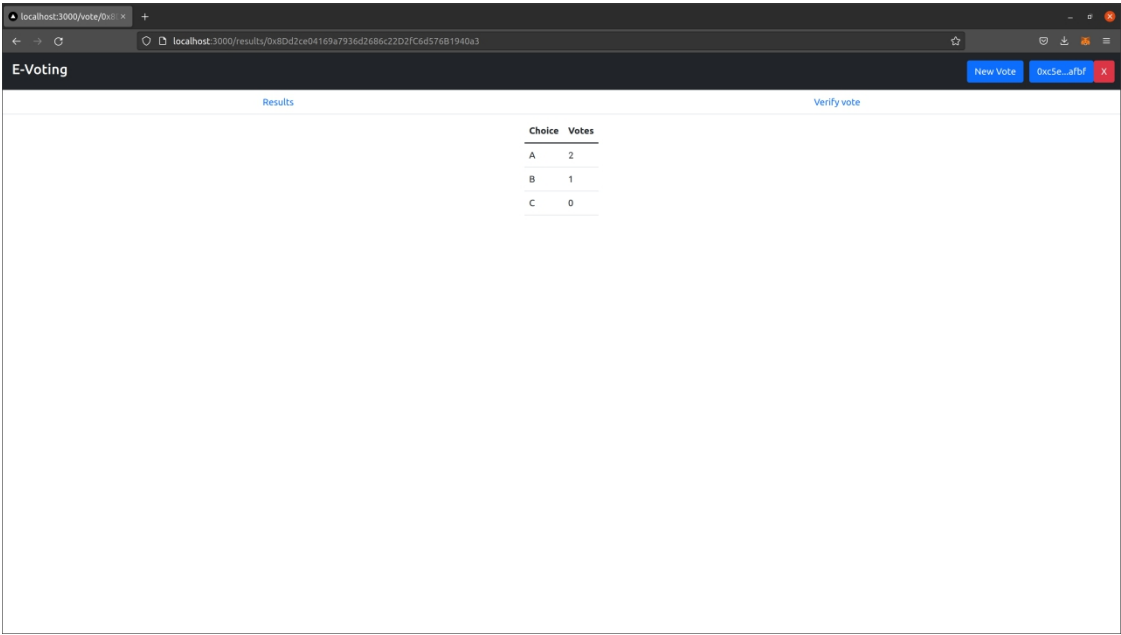 localhost:3000/vote/0x8
localhost:3000/results/0x8Dd2ce04169a7936d2686c22D2fC6d576B1940a3
E-Voting
New Vote 0xc5e...afbf X
Results Verify vote
Choice Votes
A 2
B 1
C 0